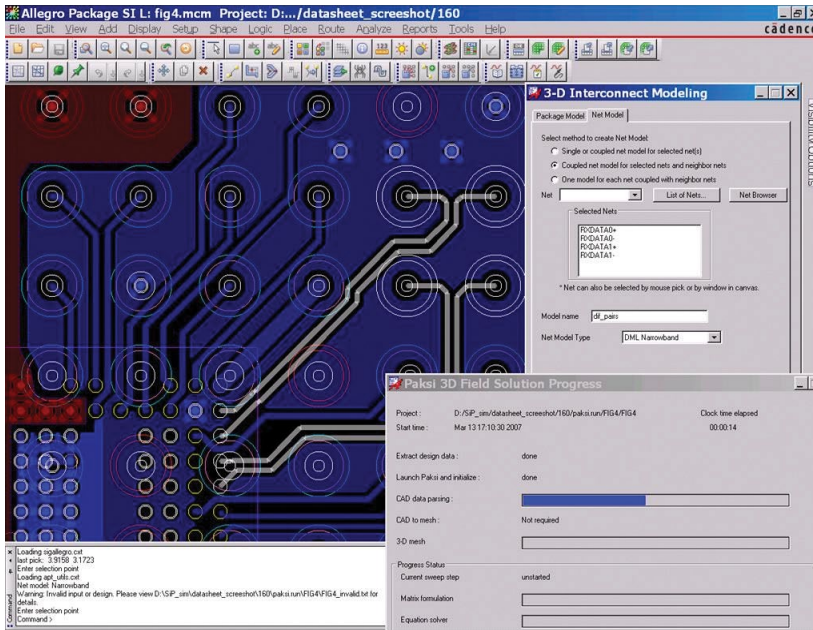 Allegro Package SI L: fig4.mcm Project: D:.../datasheet_screeshot/160
File Edit View Add Display Setup Shape Logic Place Route Analyze Reports Tools Help
cādence
3-D Interconnect Modeling
Package Model Net Model
Select method to create Net Model:
Single or coupled net model for selected net(s)
Coupled net model for selected nets and neighbor nets
One model for each net coupled with neighbor nets
Net List of Nets... Net Browser
Selected Nets
RXDATA0+
RXDATA0-
RXDATA1+
RXDATA1-
* Net can also be selected by mouse pick or by window in canvas.
Model name dif_pairs
Net Model Type DML Narrowband
Paksi 3D Field Solution Progress
Project : D:/SiP_sim/datasheet_screeshot/160/paksi.run/FIG4/FIG4 Clock time elapsed
Start time : Mar 13 17:10:30 2007 00:00:14
Extract design data : done
Launch Paksi and initialize : done
CAD data parsing :
CAD to mesh : Not required
3-D mesh
Progress Status
Current sweep step unstarted
Matrix formulation
Equation solver
Loading sigallegro.cxt
last pick: 3.9158 3.1723
Enter selection point
Loading apt_utils.cxt
Net model: Narrowband
Warning: Invalid input or design. Please view D:\SiP_sim\datasheet_screeshot\160\paksi.run\FIG4\FIG4_invalid.txt for
details.
Enter selection point
Command >
Command